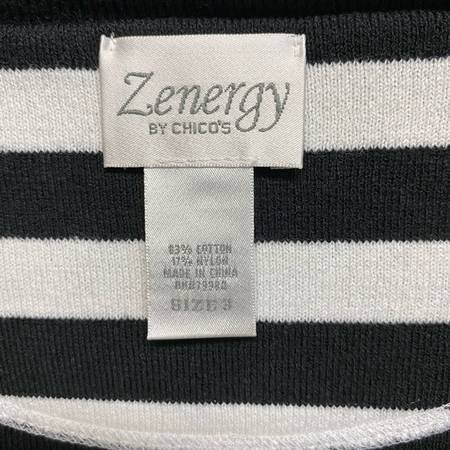 Zenergy
BY CHICO'S
83% COTTON
17% NYLON
MADE IN CHINA
SIZE 3